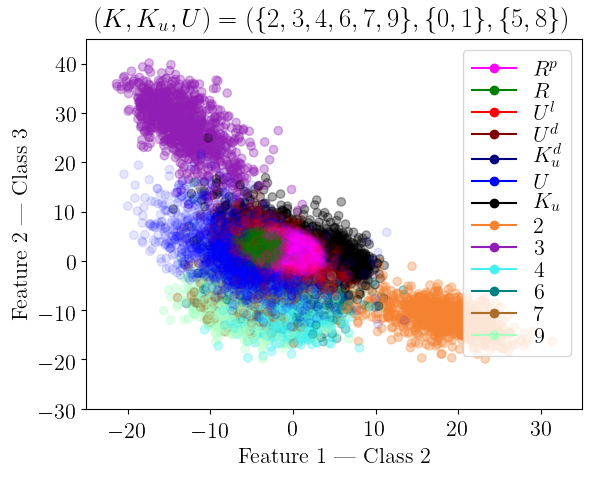 (K, K_u, U) = ({2, 3, 4, 6, 7, 9}, {0, 1}, {5, 8})
40
30
20
10
0
−10
−20
−30
Feature 2 — Class 3
R^p
R
U^l
U^d
K_u^d
U
K_u
2
3
4
6
7
9
−20
−10
0
10
20
30
Feature 1 — Class 2